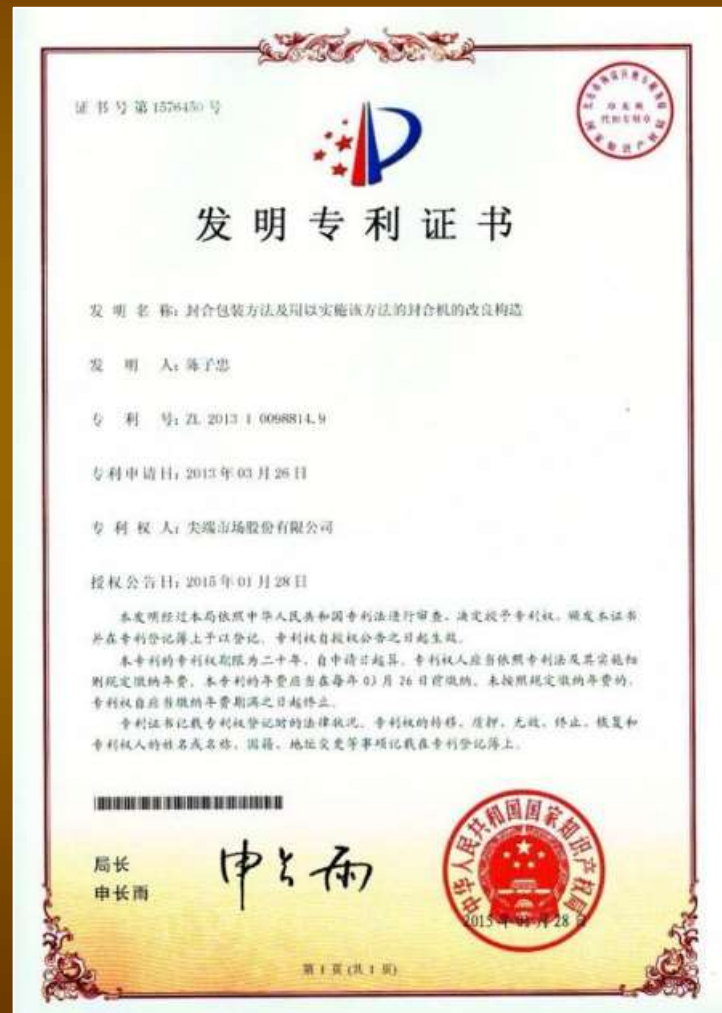 证书号第1576450号
发明专利证书
发明名称：封合包装方法及用以实施该方法的封合机的改良构造
发明人：陈子忠
专利号：ZL 2013 1 0098814.9
专利申请日：2013年03月26日
专利权人：尖端市场股份有限公司
授权公告日：2015年01月28日
本发明经过本局依照中华人民共和国专利法进行审查，决定授予专利权，颁发本证书
并在专利登记簿上予以登记。专利权自授权公告之日起生效。
本专利的专利权期限为二十年，自申请日起算。专利权人应当依照专利法及其实施细
则规定缴纳年费。本专利的年费应当在每年03月26日前缴纳。未按照规定缴纳年费的，
专利权自应当缴纳年费期满之日起终止。
专利证书记载专利权登记时的法律状况。专利权的转移、质押、无效、终止、恢复和
专利权人的姓名或名称、国籍、地址变更等事项记载在专利登记簿上。
局长
申长雨
申长雨
中华人民共和国国家知识产权局
2015年01月28日
第1页(共1页)